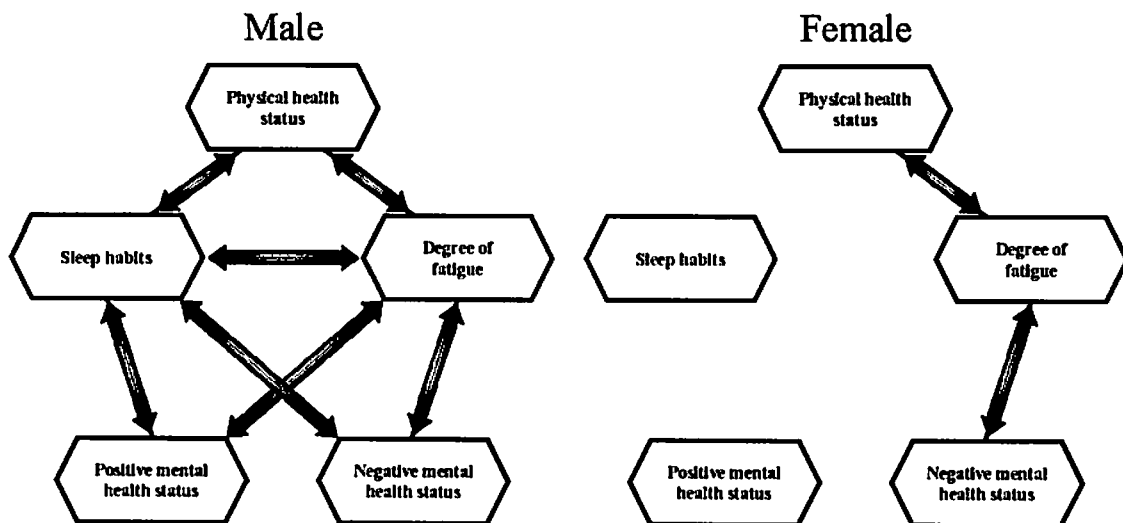 Male
Female
Physical health
status
Physical health
status
Sleep habits
Degree of
fatigue
Sleep habits
Degree of
fatigue
Positive mental
health status
Negative mental
health status
Positive mental
health status
Negative mental
health status